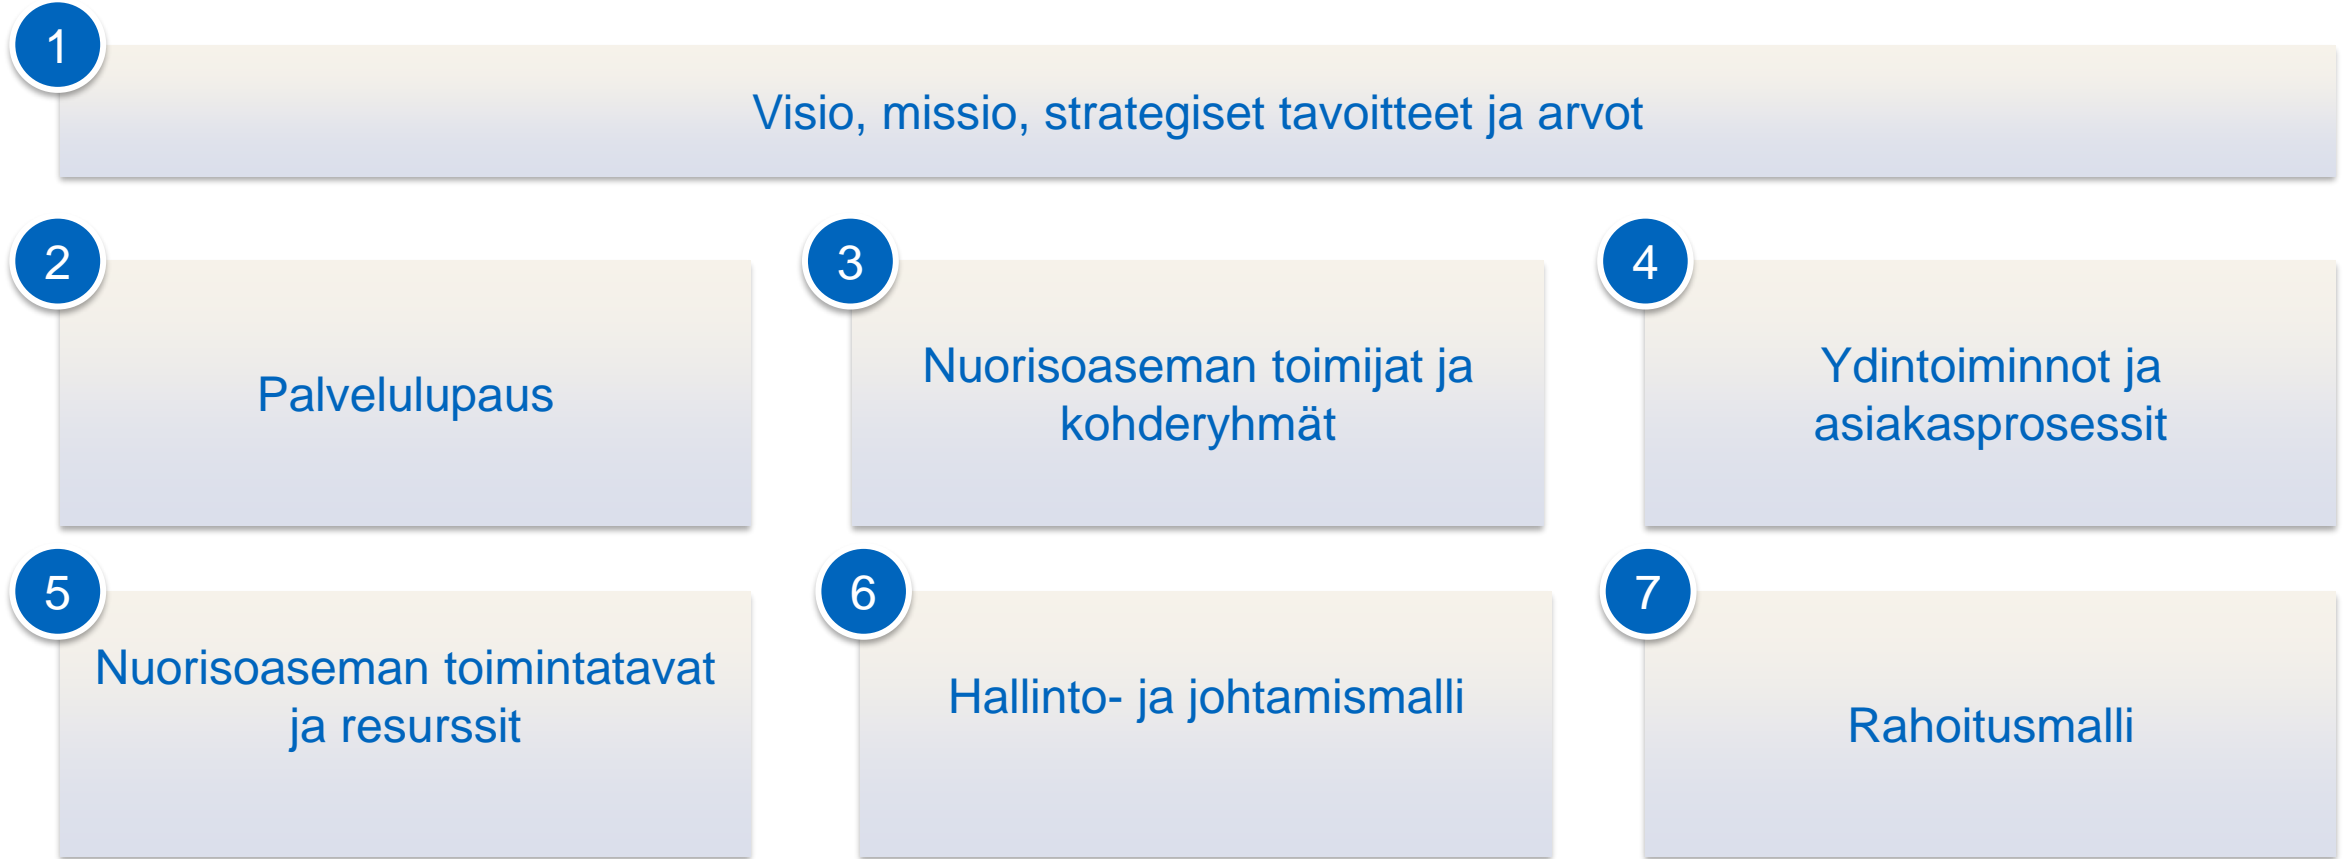 1
Visio, missio, strategiset tavoitteet ja arvot
2
Palvelulupaus
3
Nuorisoaseman toimijat ja
kohderyhmät
4
Ydintoiminnot ja
asiakasprosessit
5
Nuorisoaseman toimintatavat
ja resurssit
6
Hallinto- ja johtamismalli
7
Rahoitusmalli